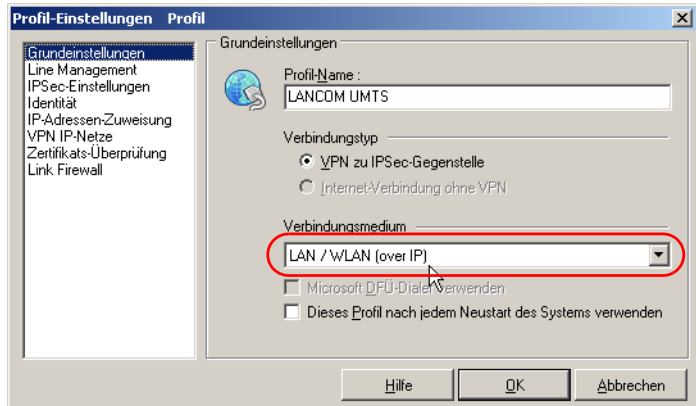 Profil-Einstellungen Profil
Grundeinstellungen
Line Management
IPSec-Einstellungen
Identität
IP-Adressen-Zuweisung
VPN IP-Netze
Zertifikats-Überprüfung
Link Firewall
Grundeinstellungen
Profil-Name :
LANCOM UMTS
Verbindungstyp
VPN zu IPSec-Gegenstelle
Internet-Verbindung ohne VPN
Verbindungsmedium
LAN / WLAN (over IP)
Microsoft DFÜ-Dialer verwenden
Dieses Profil nach jedem Neustart des Systems verwenden
Hilfe
OK
Abbrechen